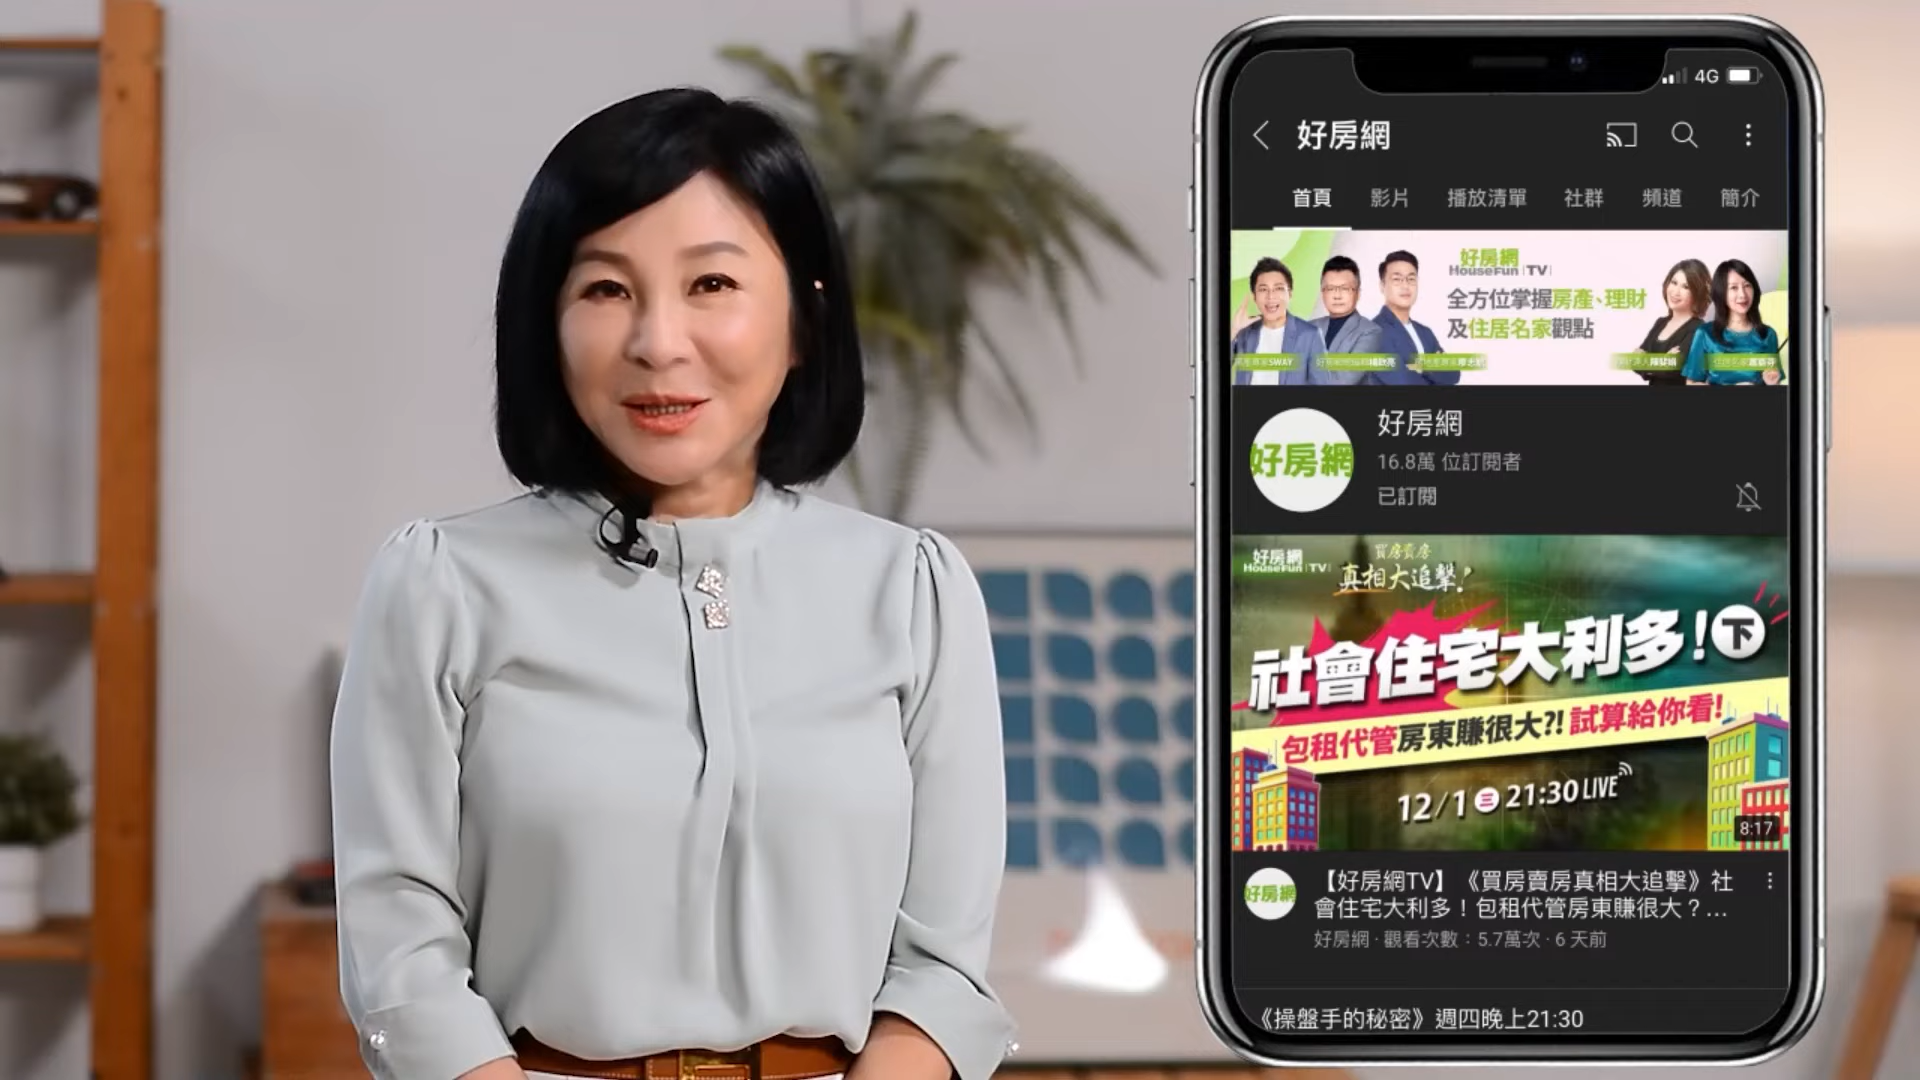 4G
好房網
首頁 影片 播放清單 社群 頻道 簡介
好房網
HouseFun TV
全方位掌握房產、理財
及住居名家觀點
好房網
好房網
16.8萬 位訂閱者
已訂閱
好房網
HouseFun TV
買房賣房
真相大追擊!
社會住宅大利多!下
包租代管房東賺很大?!試算給你看!
12/1 三 21:30 LIVE
8:17
好房網
【好房網TV】《買房賣房真相大追擊》社
會住宅大利多!包租代管房東賺很大?...
好房網 · 觀看次數:5.7萬次 · 6 天前
《操盤手的秘密》週四晚上21:30